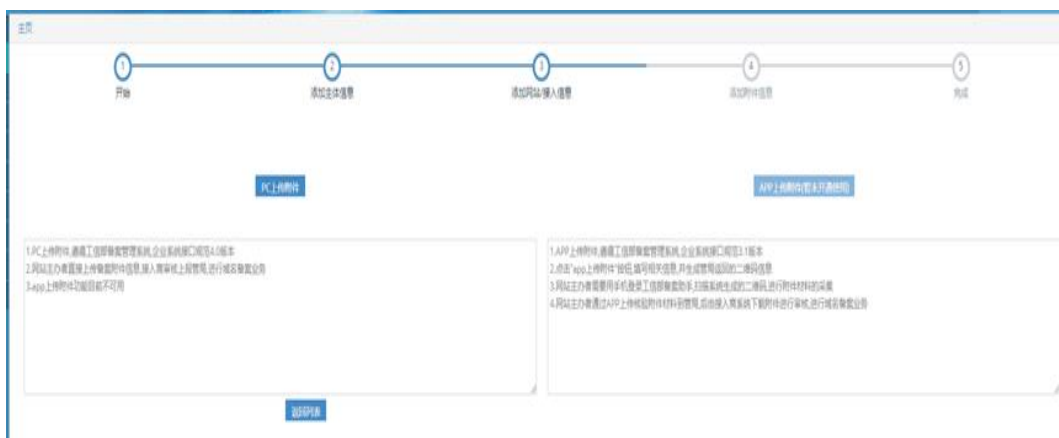 主页
1
2
3
4
5
开始
添加主体信息
添加网站/接入信息
添加附件信息
完成
PC上传附件
APP上传附件(暂未开通使用)
1.PC上传附件,遵循工信部备案管理系统,企业系统接口规范4.0版本
2.网站主办者直接上传备案附件信息,接入商审核上报管局,进行域名备案业务
3.app上传附件功能目前不可用
1.APP上传附件,遵循工信部备案管理系统,企业系统接口规范3.1版本
2.点击"app上传附件"按钮,填写相关信息,并生成管局返回的二维码信息
3.网站主办者需要用手机登录工信部备案助手,扫描系统生成的二维码,进行附件材料的采集
4.网站主办者通过APP上传核验附件材料到管局,后由接入商系统下载附件进行审核,进行域名备案业务
返回列表